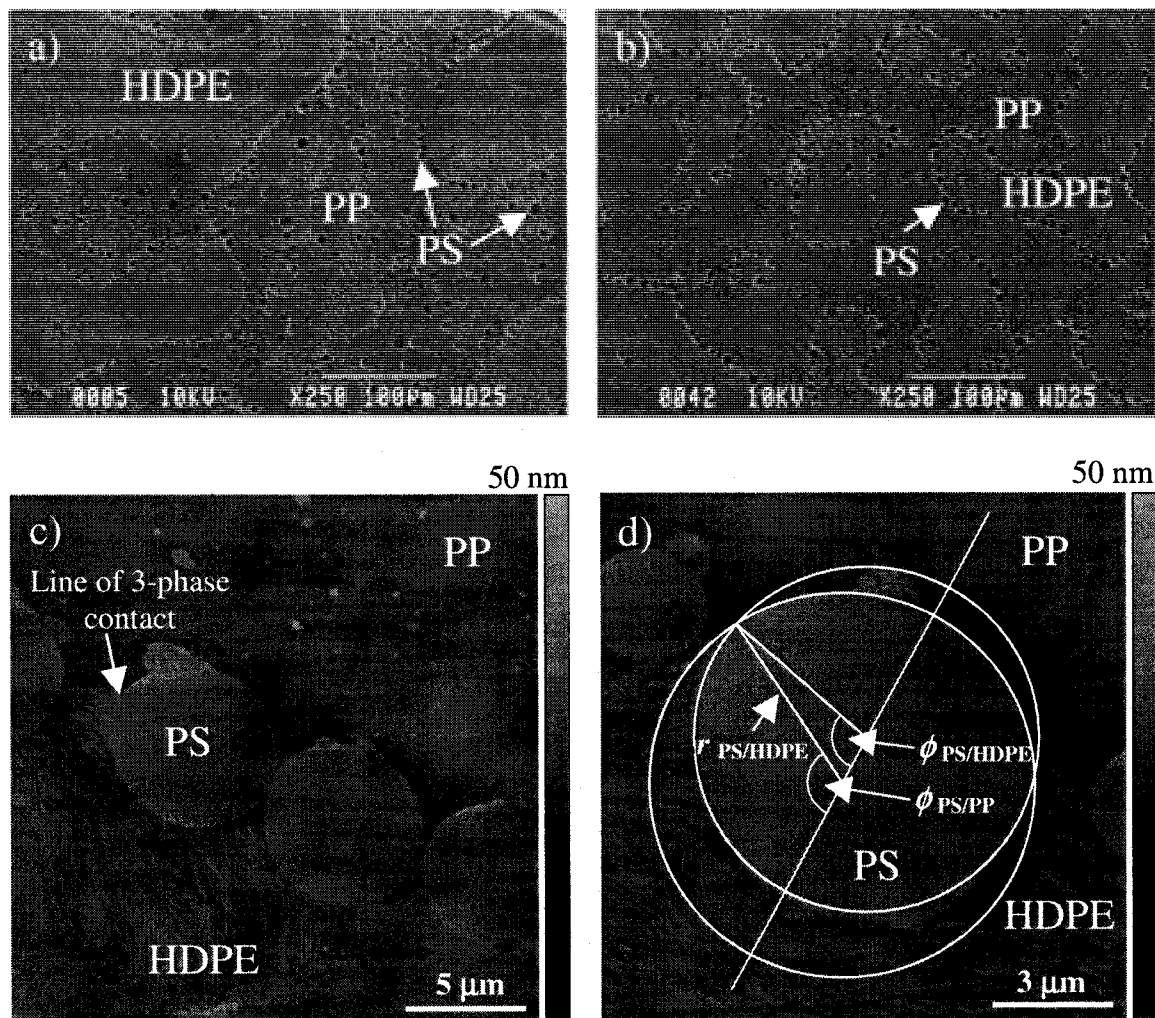 a)
HDPE
PP
PS
0005 10KV X250 100µm WD25
b)
PP
HDPE
PS
0042 10KV X250 100µm WD25
50 nm
c)
PP
Line of 3-phase
contact
PS
HDPE
5 µm
50 nm
d)
PP
r PS/HDPE
ϕ PS/HDPE
ϕ PS/PP
PS
HDPE
3 µm